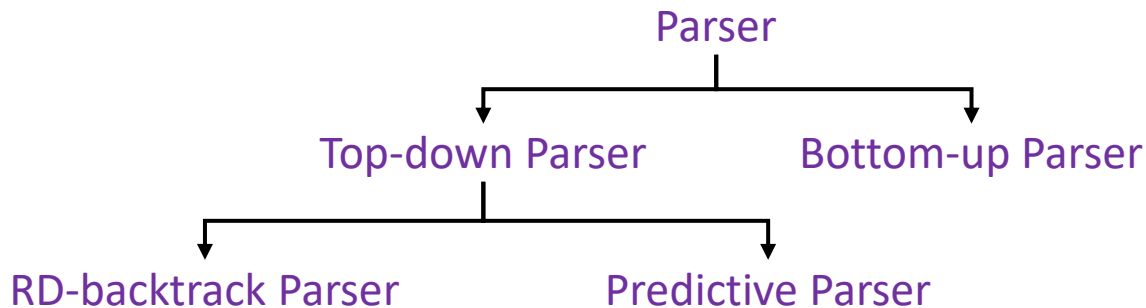 Parser
Top-down Parser
Bottom-up Parser
RD-backtrack Parser
Predictive Parser